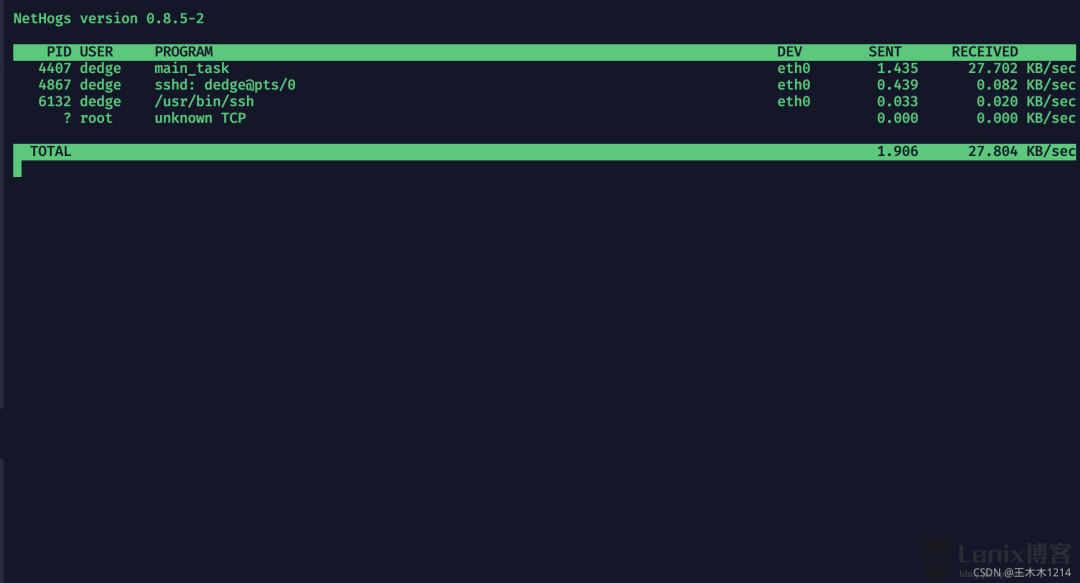 NetHogs version 0.8.5-2
PID USER PROGRAM DEV SENT RECEIVED
4407 dedge main_task eth0 1.435 27.702 KB/sec
4867 dedge sshd: dedge@pts/0 eth0 0.439 0.082 KB/sec
6132 dedge /usr/bin/ssh eth0 0.033 0.020 KB/sec
? root unknown TCP 0.000 0.000 KB/sec
TOTAL 1.906 27.804 KB/sec
Lenix博客
CSDN @王木木1214